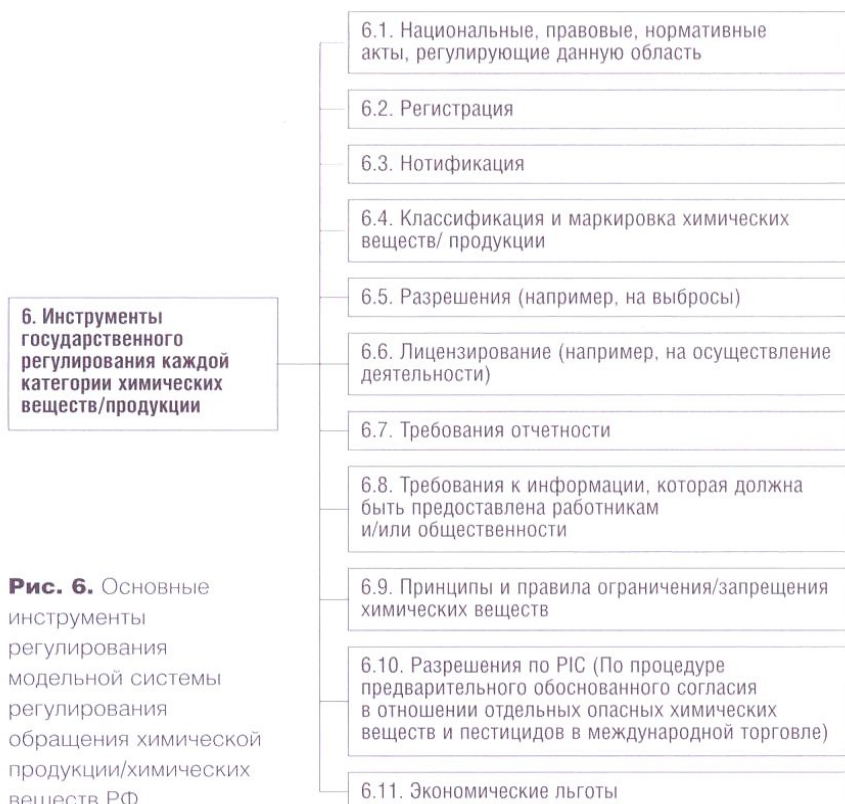 6.1. Национальные, правовые, нормативные
акты, регулирующие данную область
6.2. Регистрация
6.3. Нотификация
6.4. Классификация и маркировка химических
веществ/ продукции
6.5. Разрешения (например, на выбросы)
6. Инструменты
государственного
регулирования каждой
категории химических
веществ/продукции
6.6. Лицензирование (например, на осуществление
деятельности)
6.7. Требования отчетности
6.8. Требования к информации, которая должна
быть предоставлена работникам
и/или общественности
6.9. Принципы и правила ограничения/запрещения
химических веществ
6.10. Разрешения по PIC (По процедуре
предварительного обоснованного согласия
в отношении отдельных опасных химических
веществ и пестицидов в международной торговле)
6.11. Экономические льготы
Рис. 6. Основные
инструменты
регулирования
модельной системы
регулирования
обращения химической
продукции/химических
веществ РФ